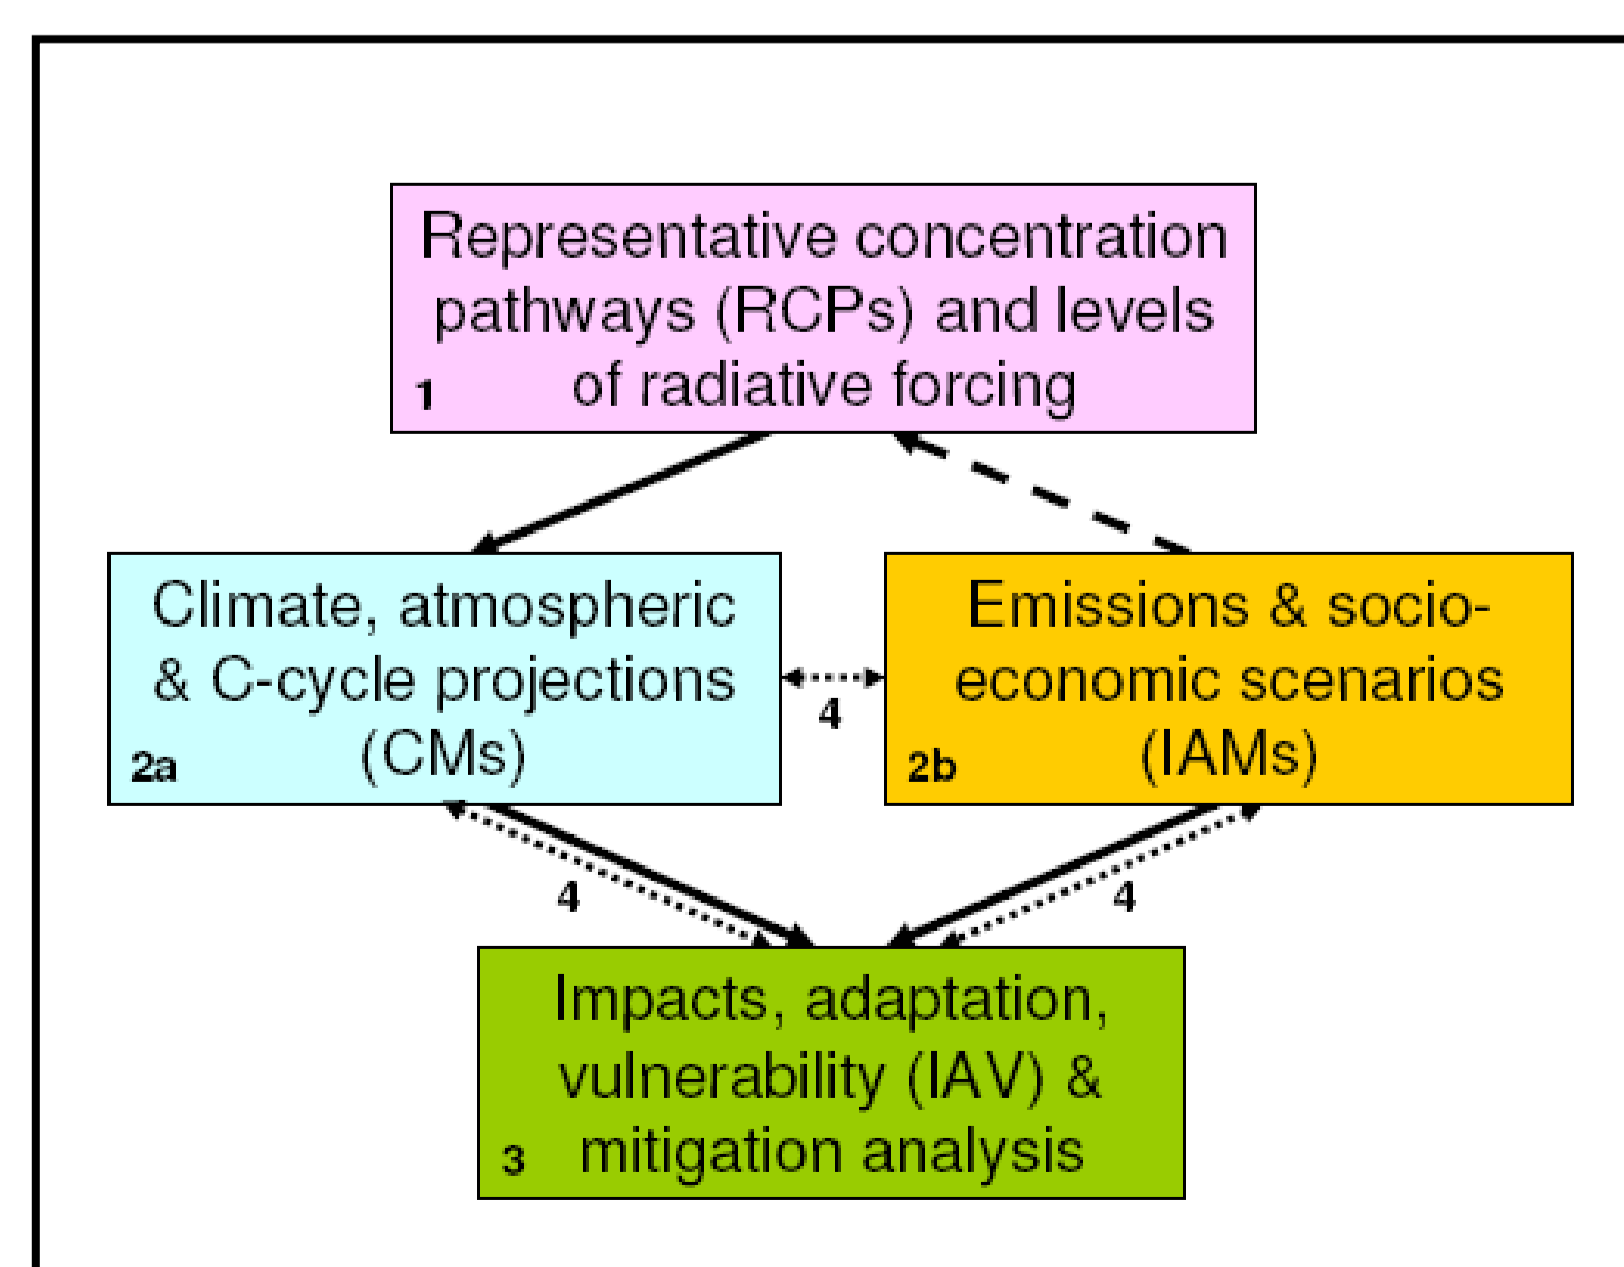 Representative concentration
pathways (RCPs) and levels
1 of radiative forcing
Climate, atmospheric
& C-cycle projections
2a (CMs)
4
Emissions & socio-
economic scenarios
2b (IAMs)
4
4
Impacts, adaptation,
vulnerability (IAV) &
3 mitigation analysis